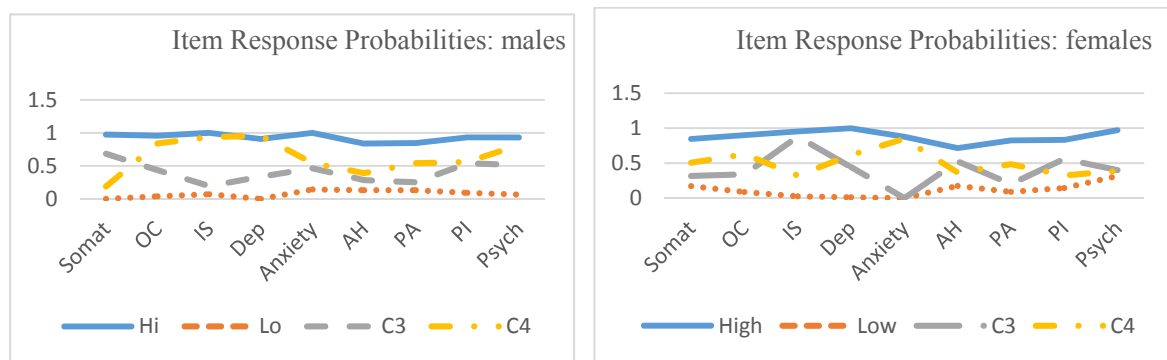 Item Response Probabilities: males
1.5
1
0.5
0
Somat OC IS Dep Anxiety AH PA PI Psych
Hi Lo C3 C4
Item Response Probabilities: females
1.5
1
0.5
0
Somat OC IS Dep Anxiety AH PA PI Psych
High Low C3 C4